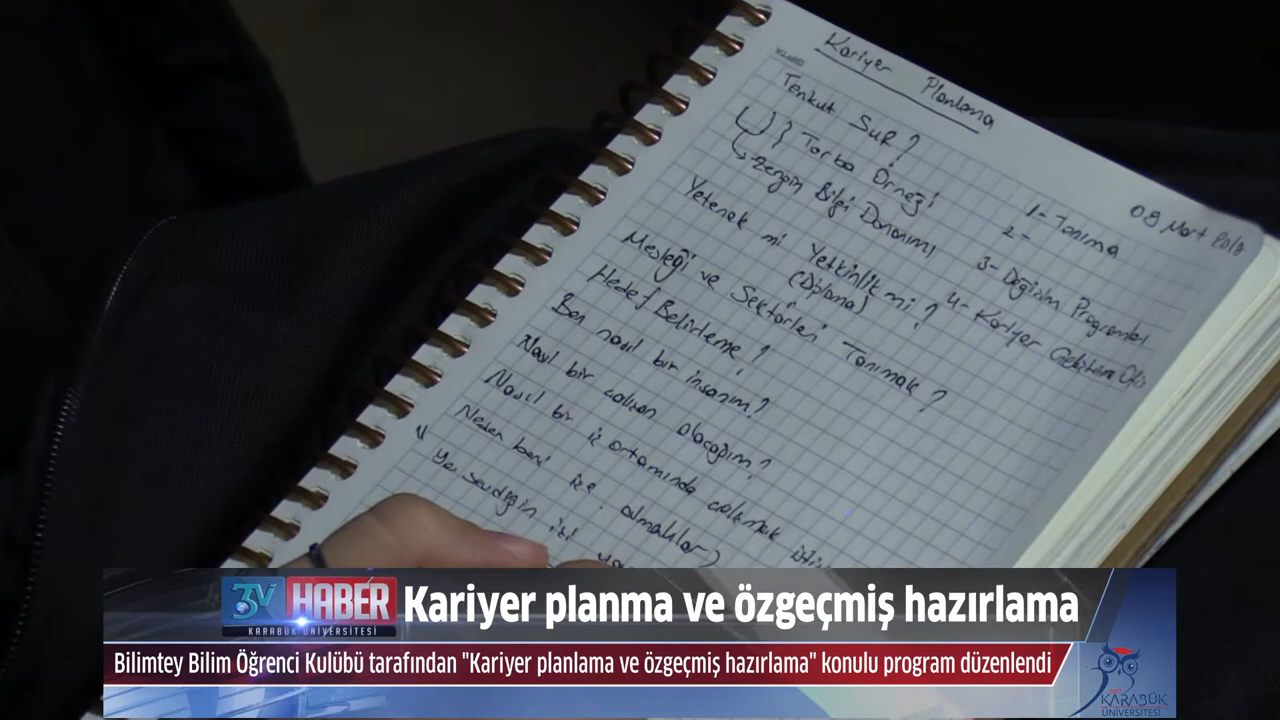 Kariyer Planlama
Tenkut SUR?
} Torba Örneği
Zengin Bilgi Donanımı
Yetenek mi Yetkinlik mi?
(Diploma)
Mesleği ve Sektörleri Tanımak?
Hedef Belirleme?
Ben nasıl bir insanım?
Nasıl bir çalışan olacağım?
Nasıl bir iş ortamında çalışmak
Neden beni işe almalılar?
Ya sevdiğin işi
08 Mart 2018
1- Tanıma
2-
3- Değişim Programları
4- Kariyer Geliştirme Ofis
3V HABER Kariyer planma ve özgeçmiş hazırlama
KARABÜK ÜNİVERSİTESİ
Bilimtey Bilim Öğrenci Kulübü tarafından "Kariyer planlama ve özgeçmiş hazırlama" konulu program düzenlendi
KARABÜK
ÜNİVERSİTESİ